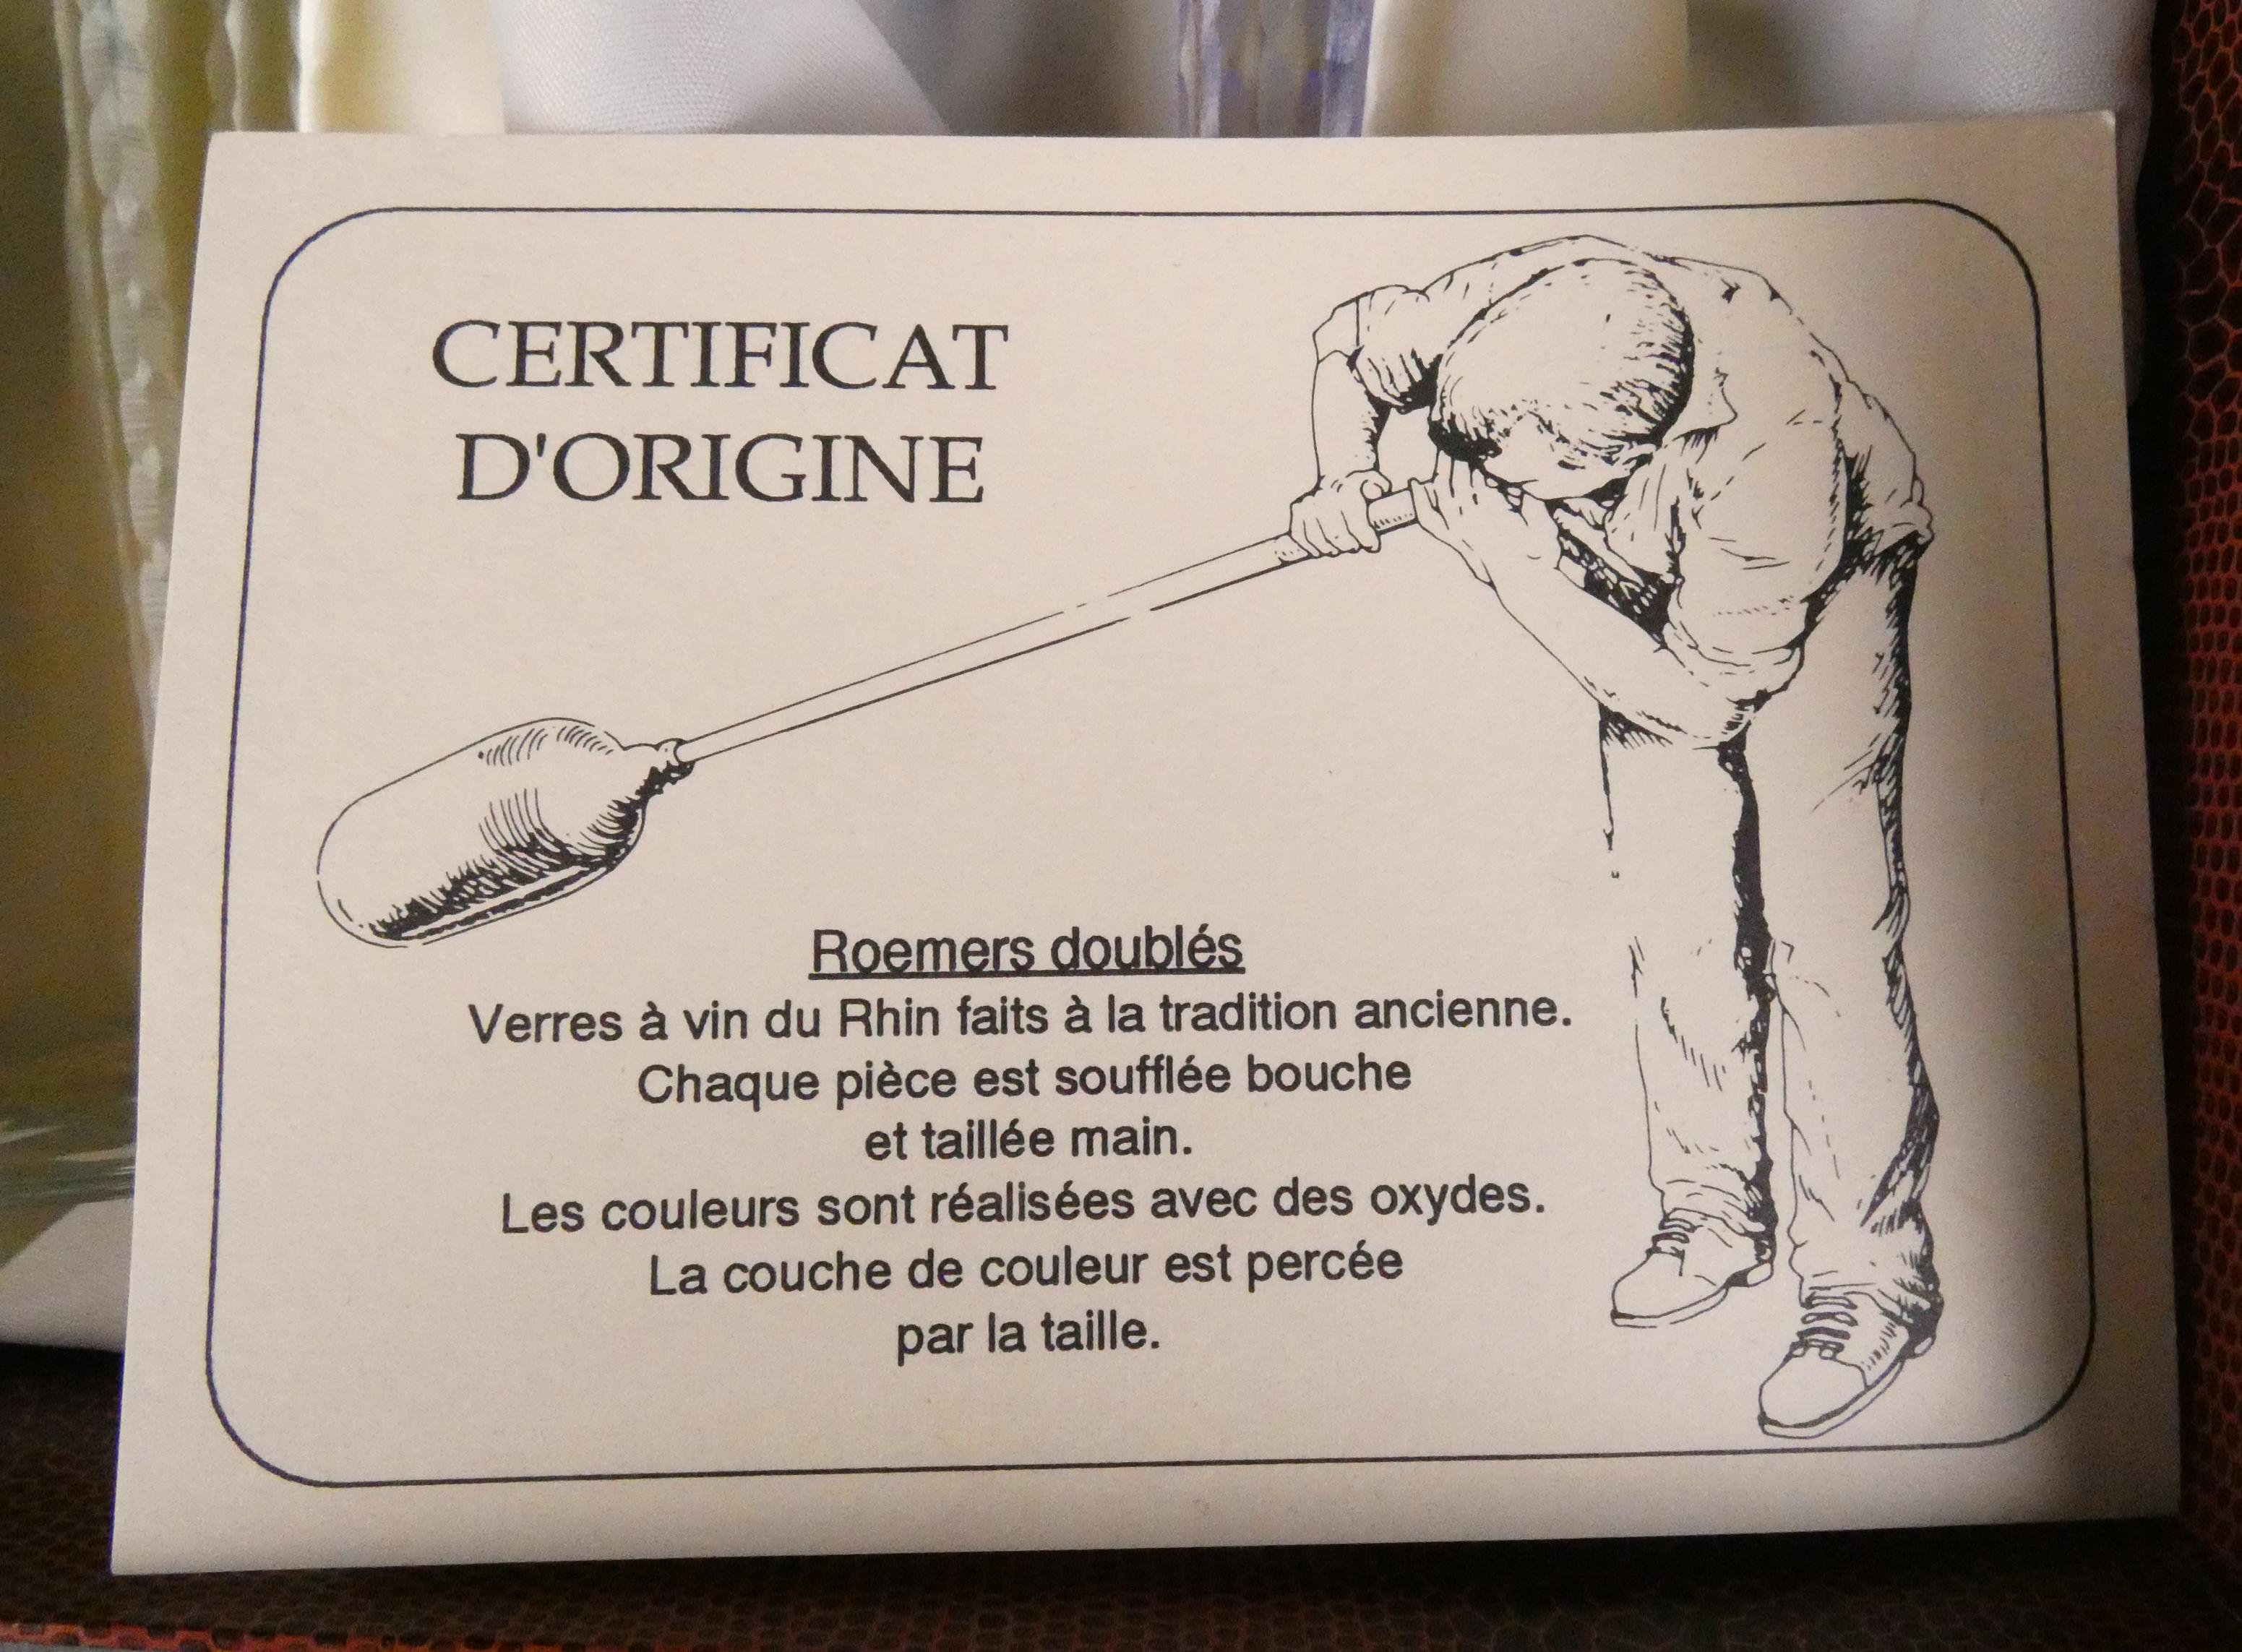 CERTIFICAT
D'ORIGINE
Roemers doublés
Verres à vin du Rhin faits à la tradition ancienne.
Chaque pièce est soufflée bouche
et taillée main.
Les couleurs sont réalisées avec des oxydes.
La couche de couleur est percée
par la taille.